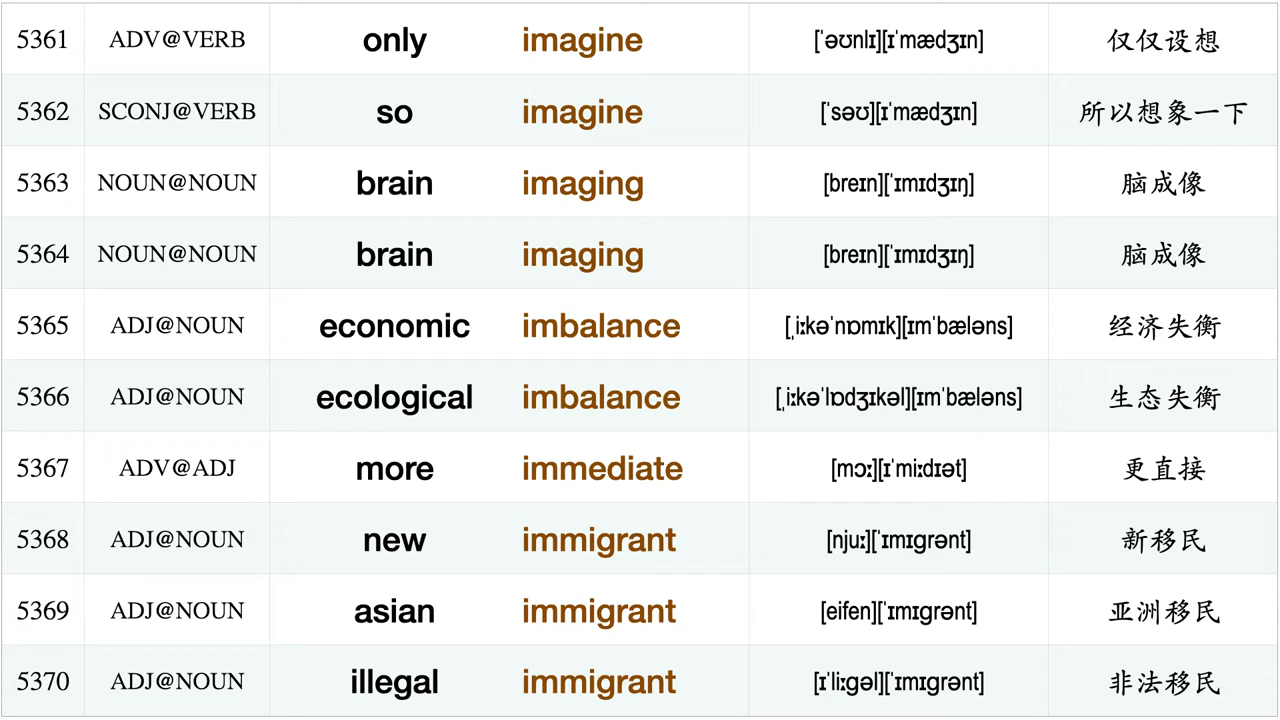 5361 ADV@VERB only imagine [ˈəʊnlɪ][ɪˈmædʒɪn] 仅仅设想
5362 SCONJ@VERB so imagine [ˈsəʊ][ɪˈmædʒɪn] 所以想象一下
5363 NOUN@NOUN brain imaging [breɪn][ˈɪmɪdʒɪŋ] 脑成像
5364 NOUN@NOUN brain imaging [breɪn][ˈɪmɪdʒɪŋ] 脑成像
5365 ADJ@NOUN economic imbalance [ˌiːkəˈnɒmɪk][ɪmˈbæləns] 经济失衡
5366 ADJ@NOUN ecological imbalance [ˌiːkəˈlɒdʒɪkəl][ɪmˈbæləns] 生态失衡
5367 ADV@ADJ more immediate [mɔː][ɪˈmiːdɪət] 更直接
5368 ADJ@NOUN new immigrant [njuː][ˈɪmɪɡrənt] 新移民
5369 ADJ@NOUN asian immigrant [eifen][ˈɪmɪɡrənt] 亚洲移民
5370 ADJ@NOUN illegal immigrant [ɪˈliːɡəl][ˈɪmɪɡrənt] 非法移民